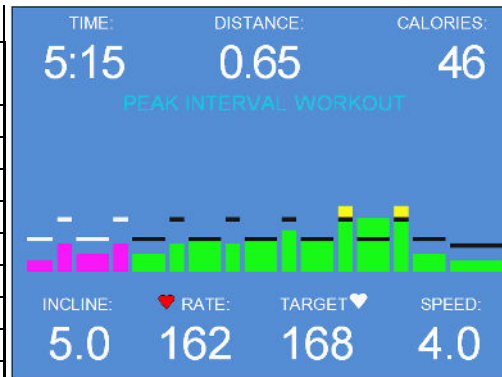 TIME: DISTANCE: CALORIES:
5:15 0.65 46
PEAK INTERVAL WORKOUT
INCLINE: RATE: TARGET SPEED:
5.0 162 168 4.0